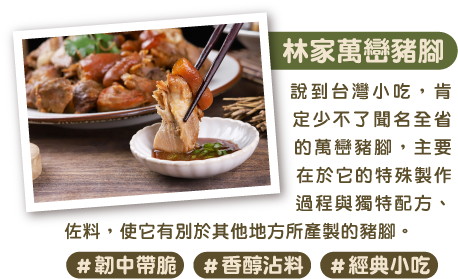 林家萬巒豬腳
說到台灣小吃，肯
定少不了聞名全省
的萬巒豬腳，主要
在於它的特殊製作
過程與獨特配方、
佐料，使它有別於其他地方所產製的豬腳。
#韌中帶脆 #香醇沾料 #經典小吃